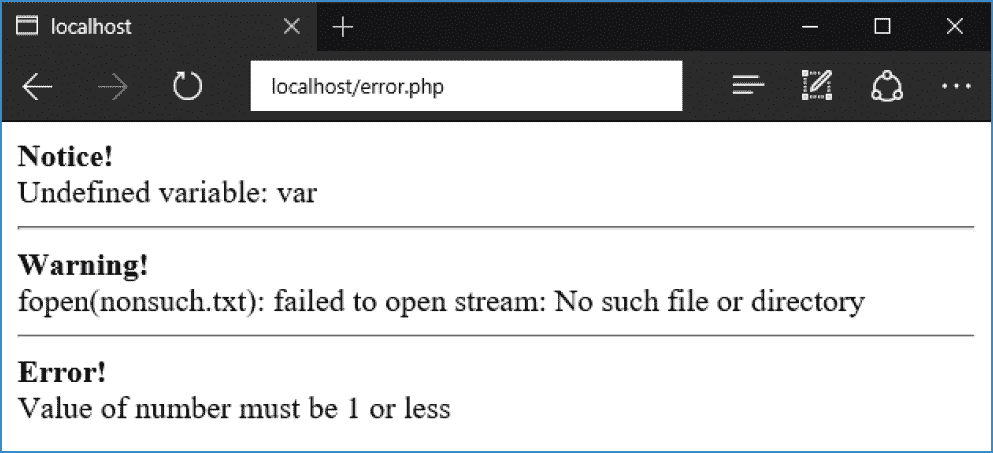 localhost
localhost/error.php
Notice!
Undefined variable: var
Warning!
fopen(nonsuch.txt): failed to open stream: No such file or directory
Error!
Value of number must be 1 or less